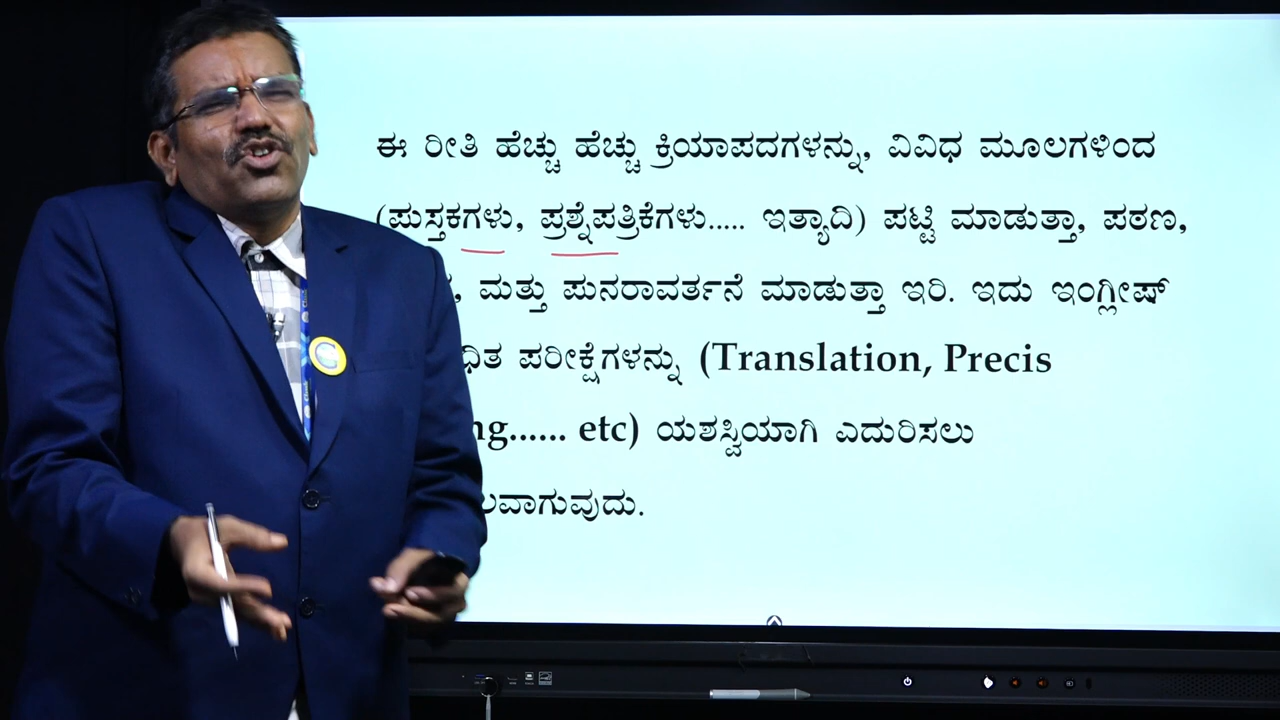 ಈ ರೀತಿ ಹೆಚ್ಚು ಹೆಚ್ಚು ಕ್ರಿಯಾಪದಗಳನ್ನು, ವಿವಿಧ ಮೂಲಗಳಿಂದ
(ಪುಸ್ತಕಗಳು, ಪ್ರಶ್ನೆಪತ್ರಿಕೆಗಳು..... ಇತ್ಯಾದಿ) ಪಟ್ಟಿ ಮಾಡುತ್ತಾ, ಪಠಣ,
, ಮತ್ತು ಪುನರಾವರ್ತನೆ ಮಾಡುತ್ತಾ ಇರಿ. ಇದು ಇಂಗ್ಲೀಷ್
ಪರೀಕ್ಷೆಗಳನ್ನು (Translation, Precis
etc) ಯಶಸ್ವಿಯಾಗಿ ಎದುರಿಸಲು